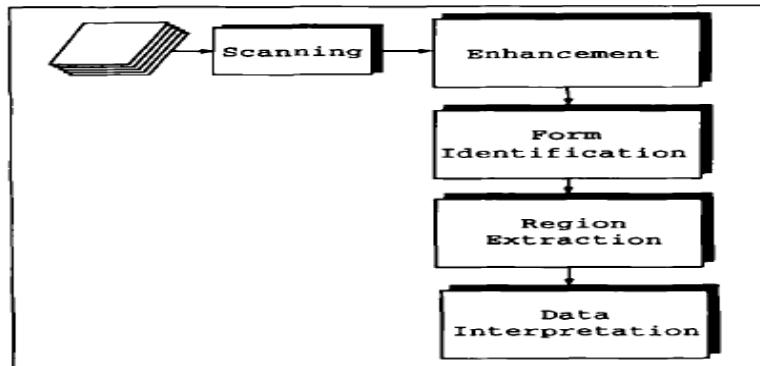 Scanning
Enhancement
Form
Identification
Region
Extraction
Data
Interpretation